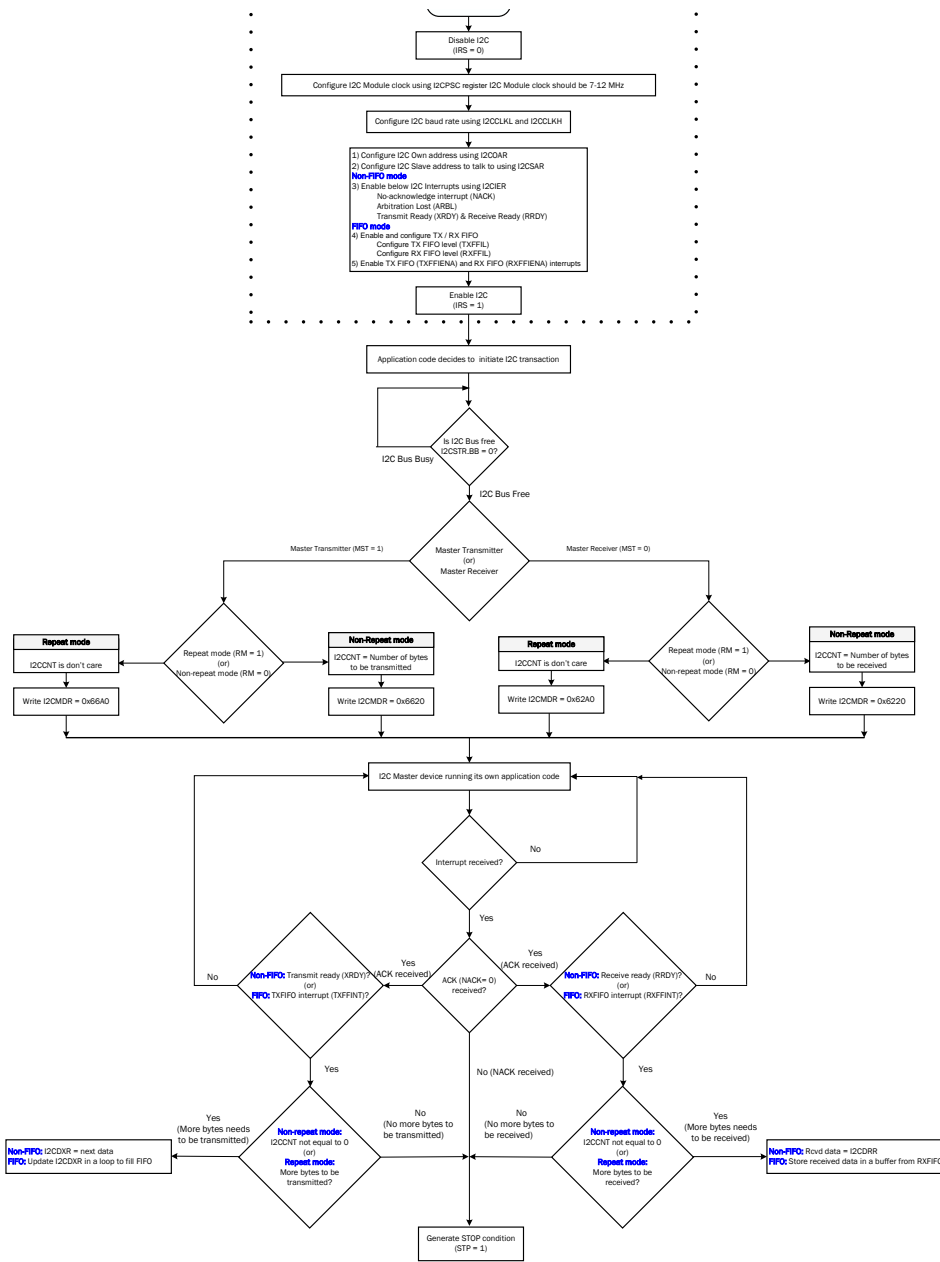 Disable I2C
(IRS = 0)
Configure I2C Module clock using I2CPSC register I2C Module clock should be 7-12 MHz
Configure I2C baud rate using I2CCLKL and I2CCLKH
1) Configure I2C Own address using I2COAR
2) Configure I2C Slave address to talk to using I2CSAR
Non-FIFO mode
3) Enable below I2C Interrupts using I2CIER
No-acknowledge interrupt (NACK)
Arbitration Lost (ARBL)
Transmit Ready (XRDY) & Receive Ready (RRDY)
FIFO mode
4) Enable and configure TX / RX FIFO
Configure TX FIFO level (TXFFIL)
Configure RX FIFO level (RXFFIL)
5) Enable TX FIFO (TXFFIENA) and RX FIFO (RXFFIENA) interrupts
Enable I2C
(IRS = 1)
Application code decides to initiate I2C transaction
Is I2C Bus free
I2CSTR.BB = 0?
I2C Bus Busy
I2C Bus Free
Master Transmitter (MST = 1)
Master Transmitter
(or)
Master Receiver
Master Receiver (MST = 0)
Repeat mode
I2CCNT is don't care
Write I2CMDR = 0x66A0
Repeat mode (RM = 1)
(or)
Non-repeat mode (RM = 0)
Non-Repeat mode
I2CCNT = Number of bytes
to be transmitted
Write I2CMDR = 0x6620
Repeat mode
I2CCNT is don't care
Write I2CMDR = 0x62A0
Repeat mode (RM = 1)
(or)
Non-repeat mode (RM = 0)
Non-Repeat mode
I2CCNT = Number of bytes
to be received
Write I2CMDR = 0x6220
I2C Master device running its own application code
Interrupt received?
No
Yes
No
Non-FIFO: Transmit ready (XRDY)?
(or)
FIFO: TXFIFO interrupt (TXFFINT)?
Yes
(ACK received)
ACK (NACK= 0)
received?
Yes
(ACK received)
Non-FIFO: Receive ready (RRDY)?
(or)
FIFO: RXFIFO interrupt (RXFFINT)?
No
Yes
No (NACK received)
Yes
Yes
(More bytes needs
to be transmitted)
Non-FIFO: I2CDXR = next data
FIFO: Update I2CDXR in a loop to fill FIFO
Non-repeat mode:
I2CCNT not equal to 0
(or)
Repeat mode:
More bytes to be
transmitted?
No
(No more bytes to
be transmitted)
No
(No more bytes to
be received)
Non-repeat mode:
I2CCNT not equal to 0
(or)
Repeat mode:
More bytes to be
received?
Yes
(More bytes needs
to be received)
Non-FIFO: Rcvd data = I2CDRR
FIFO: Store received data in a buffer from RXFIFO
Generate STOP condition
(STP = 1)